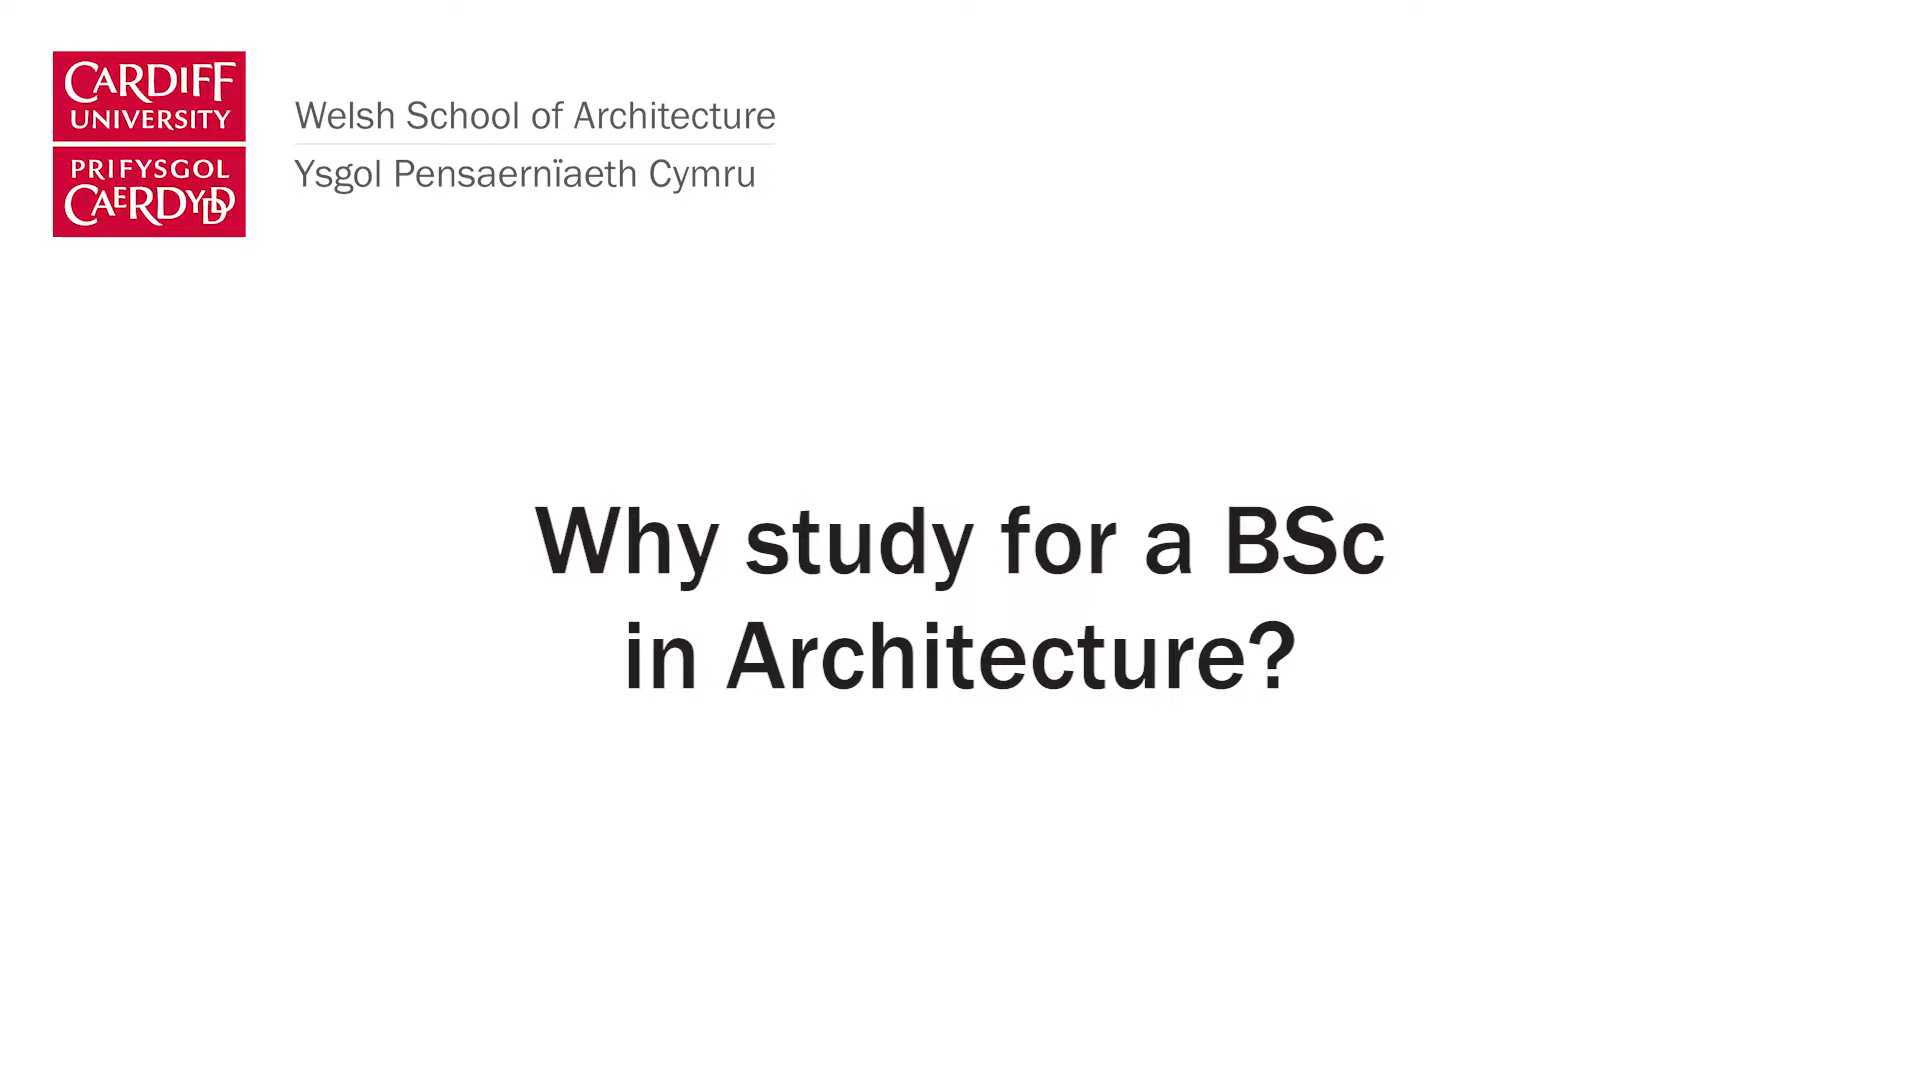 CARDIFF
UNIVERSITY
PRIFYSGOL
CAERDYDD
Welsh School of Architecture
Ysgol Pensaernïaeth Cymru
Why study for a BSc
in Architecture?